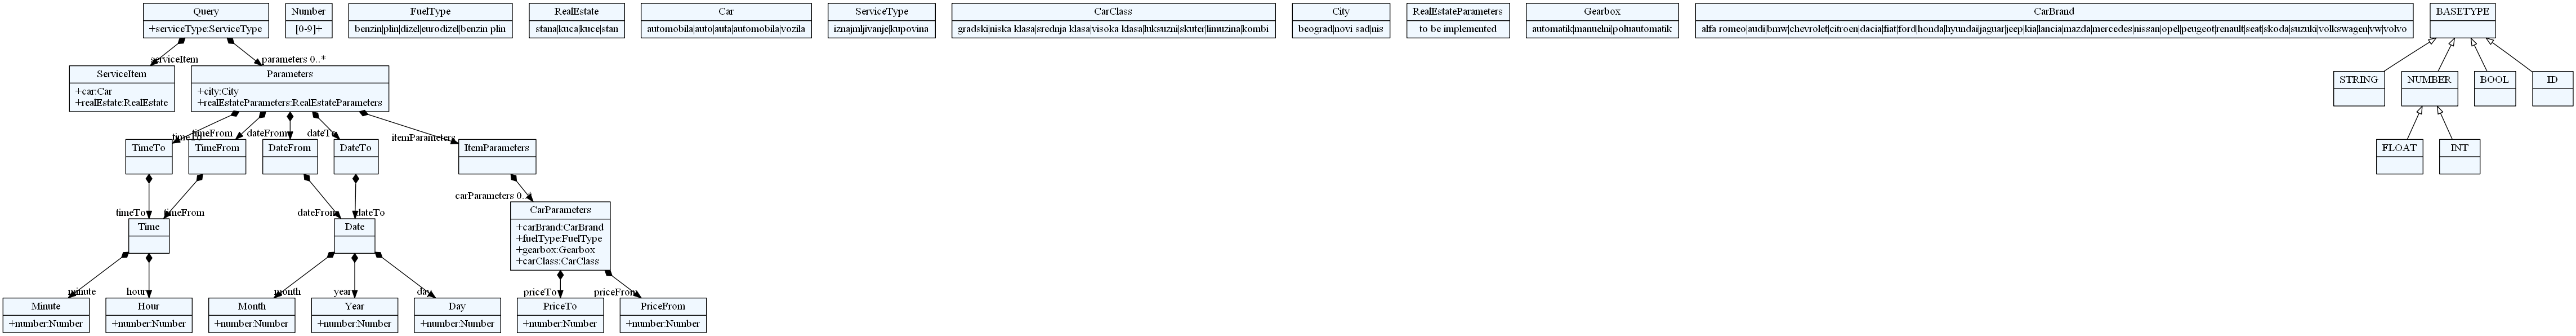 Query
+serviceType:ServiceType
Number
[0-9]+
FuelType
benzin|plin|dizel|eurodizel|benzin plin
RealEstate
stana|kuca|kuce|stan
Car
automobila|auto|auta|automobila|vozila
ServiceType
iznajmljivanje|kupovina
CarClass
gradski|niska klasa|srednja klasa|visoka klasa|luksuzni|skuter|limuzina|kombi
City
beograd|novi sad|nis
RealEstateParameters
to be implemented
Gearbox
automatik|manuelni|poluautomatik
CarBrand
alfa romeo|audi|bmw|chevrolet|citroen|dacia|fiat|ford|honda|hyundai|jaguar|jeep|kia|lancia|mazda|mercedes|nissan|opel|peugeot|renault|seat|skoda|suzuki|volkswagen|vw|volvo
BASETYPE
serviceItem
parameters 0..*
ServiceItem
+car:Car
+realEstate:RealEstate
Parameters
+city:City
+realEstateParameters:RealEstateParameters
STRING
NUMBER
BOOL
ID
timeTo
timeFrom
dateFrom
dateTo
itemParameters
TimeTo
TimeFrom
DateFrom
DateTo
ItemParameters
FLOAT
INT
timeTo
timeFrom
dateFrom
dateTo
carParameters 0..*
Time
Date
CarParameters
+carBrand:CarBrand
+fuelType:FuelType
+gearbox:Gearbox
+carClass:CarClass
minute
hour
month
year
day
priceTo
priceFrom
Minute
+number:Number
Hour
+number:Number
Month
+number:Number
Year
+number:Number
Day
+number:Number
PriceTo
+number:Number
PriceFrom
+number:Number